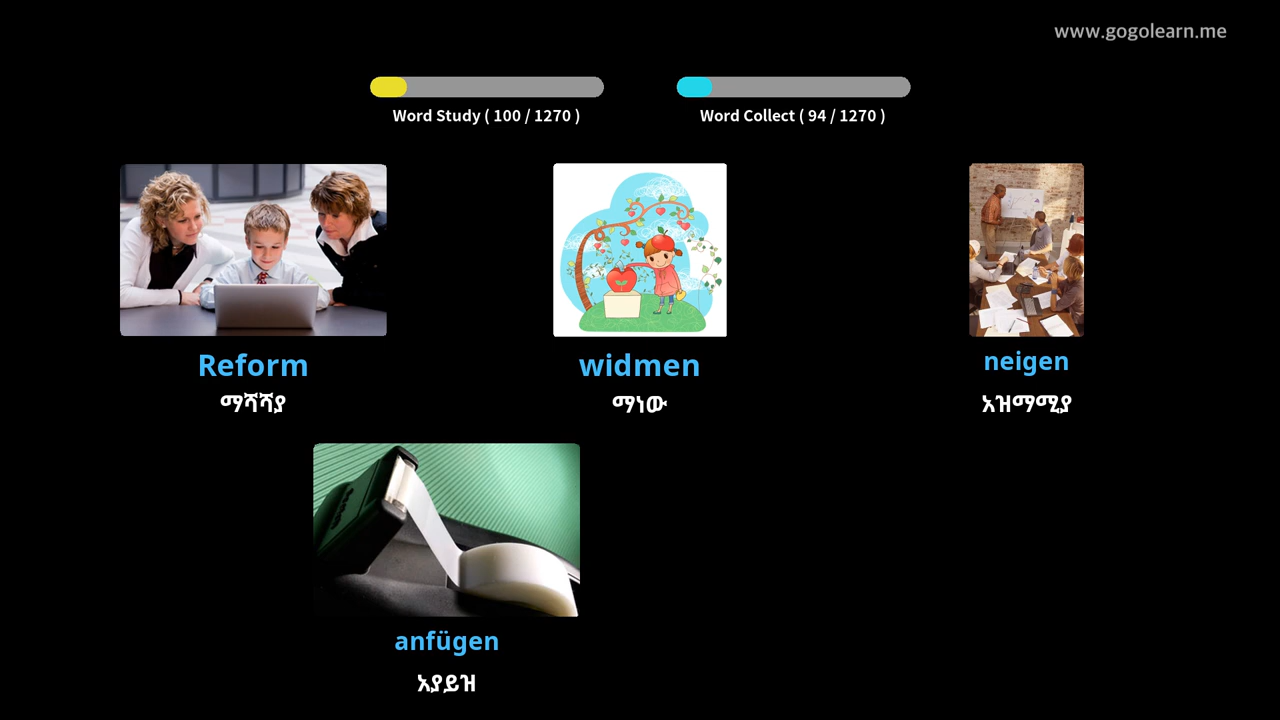 www.gogolearn.me
Word Study ( 100 / 1270 )
Word Collect ( 94 / 1270 )
Reform
ማሻሻያ
widmen
ማነው
neigen
አዝማሚያ
anfügen
አያይዝ